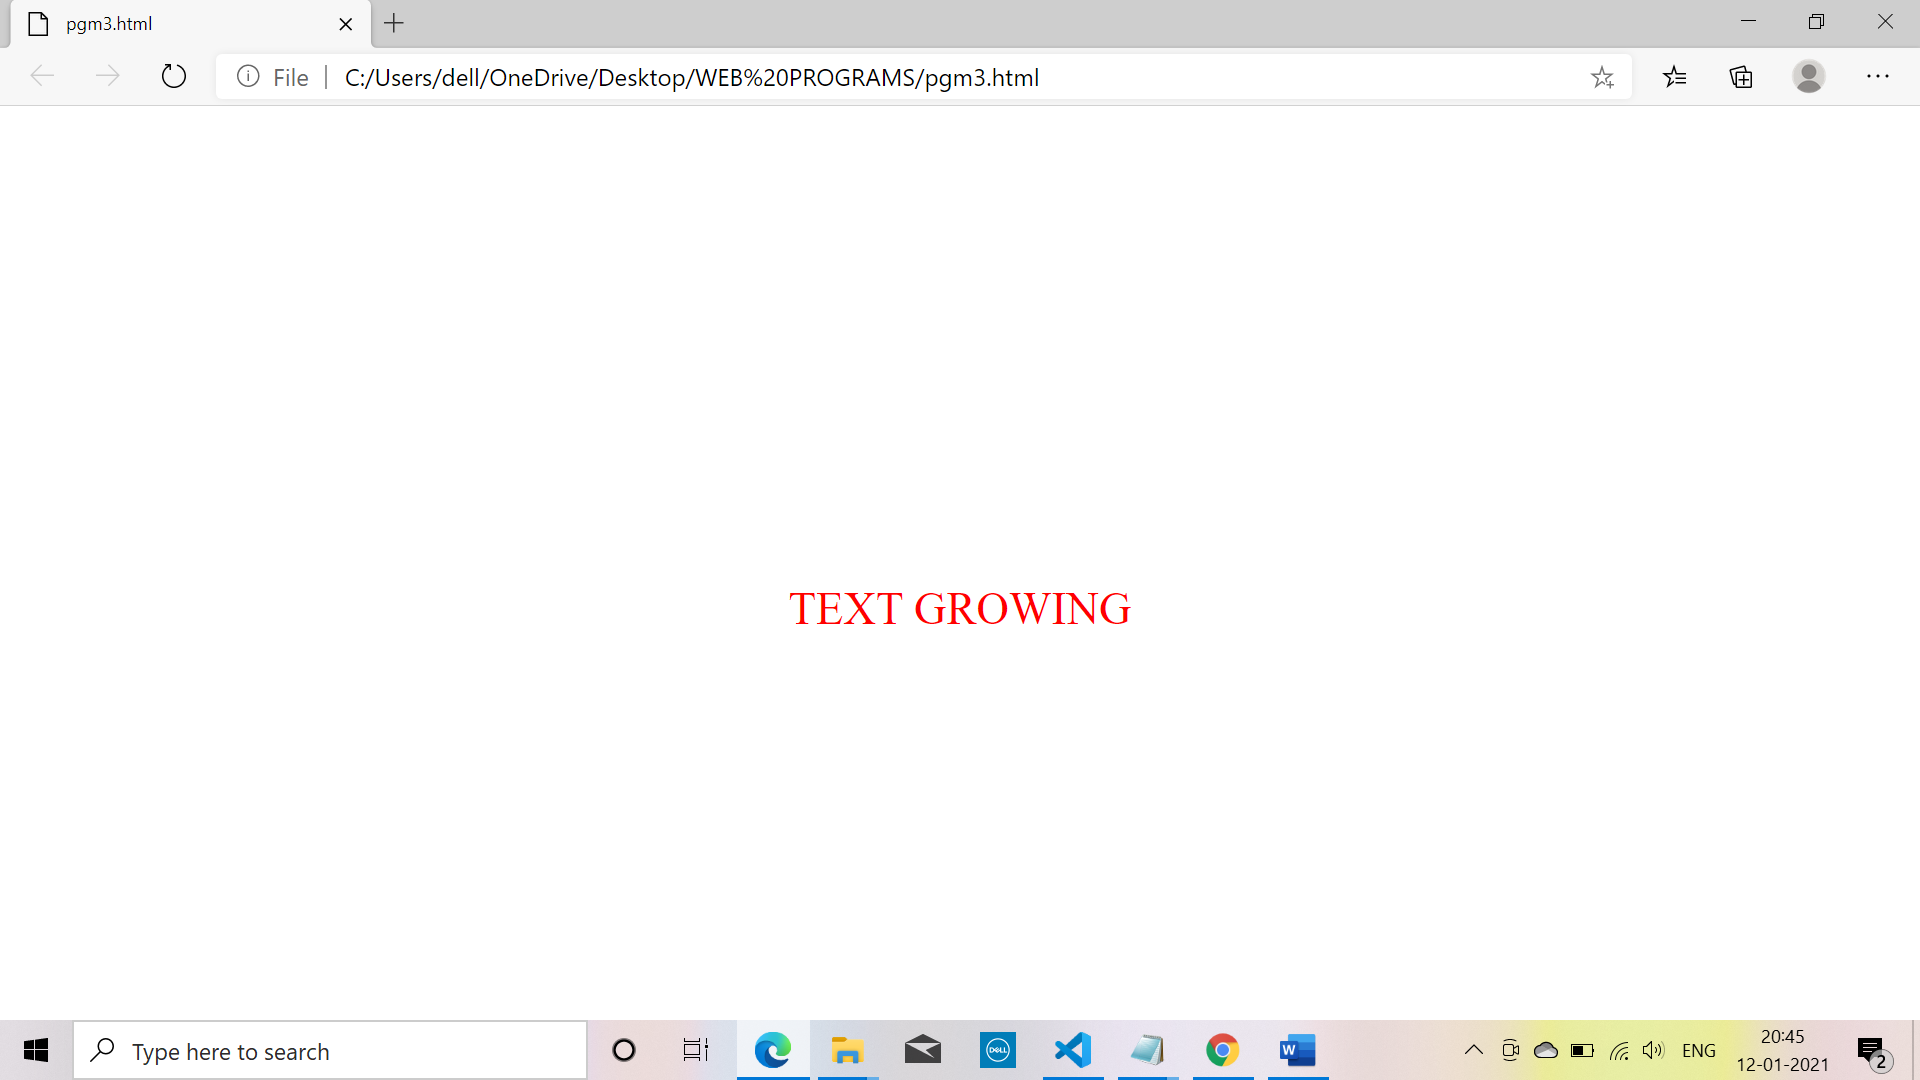 pgm3.html
File C:/Users/dell/OneDrive/Desktop/WEB%20PROGRAMS/pgm3.html
TEXT GROWING
Type here to search
DELL
W
ENG
20:45
12-01-2021
2